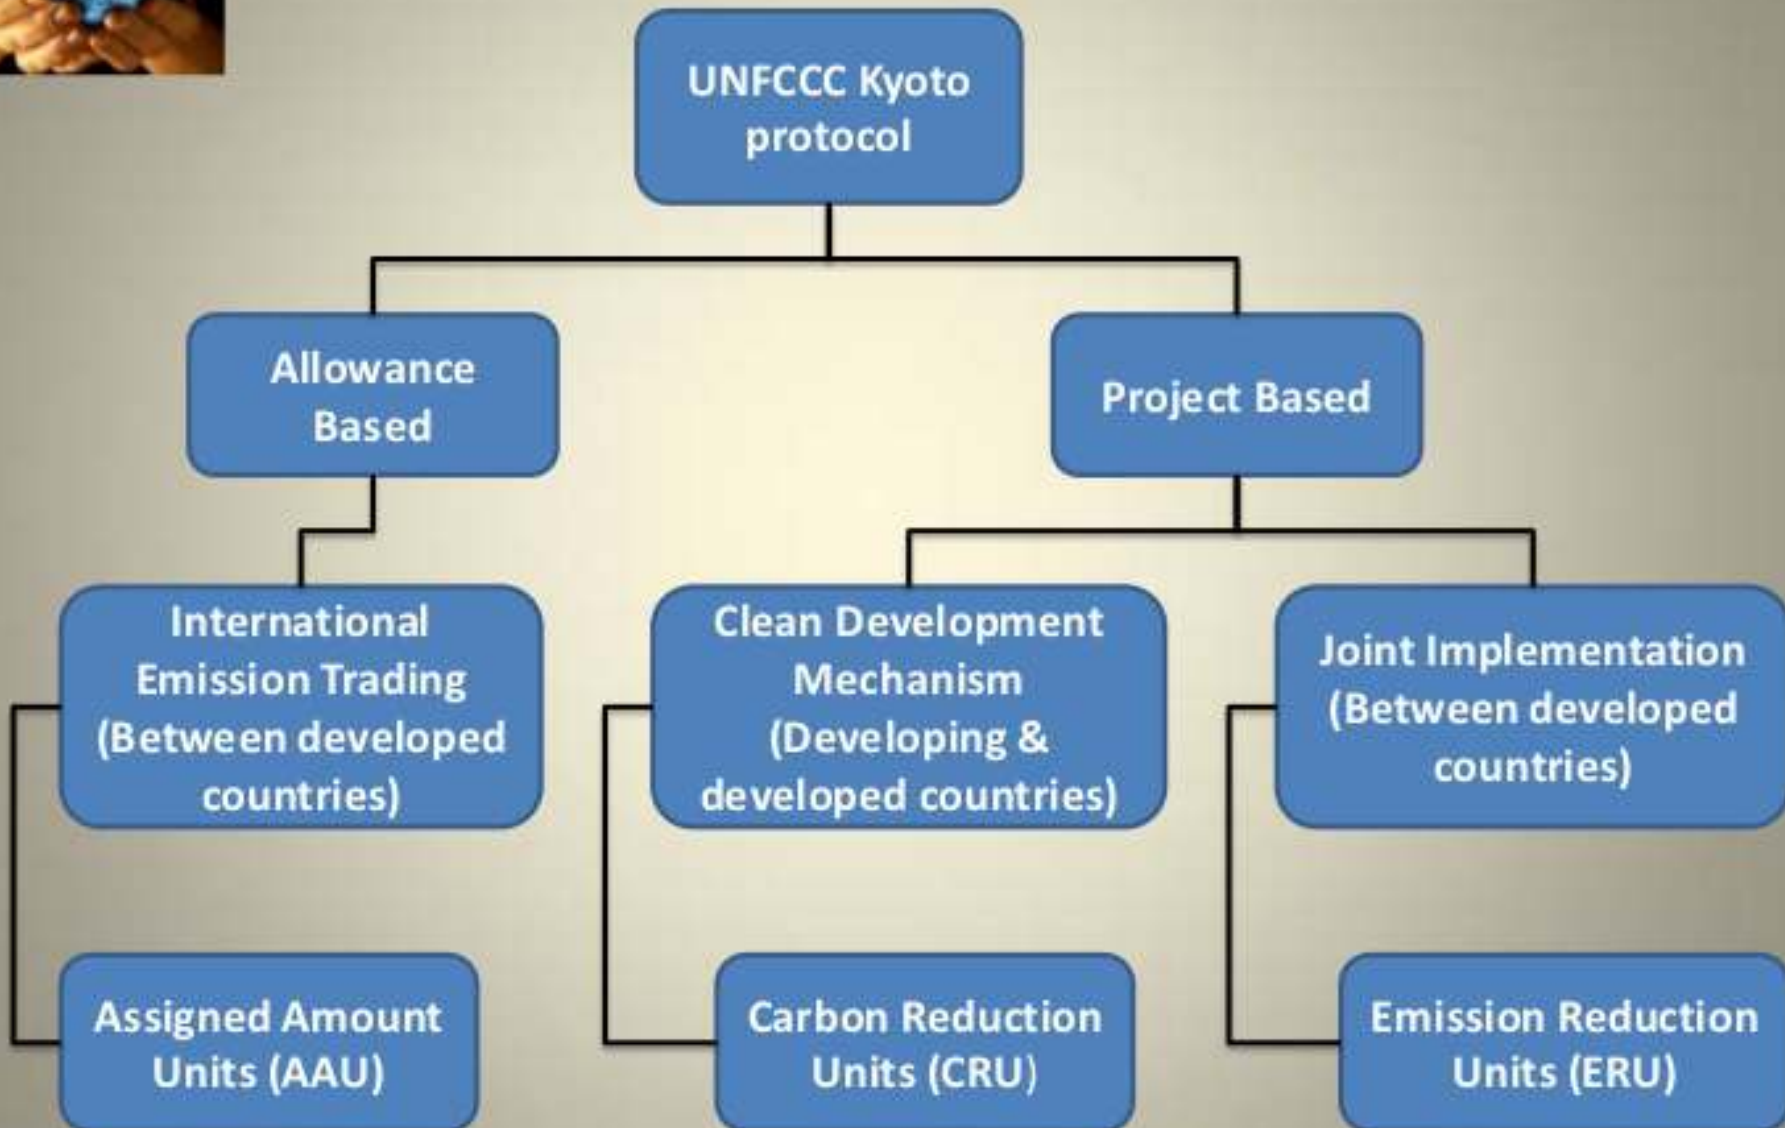 UNFCCC Kyoto
protocol
Allowance
Based
Project Based
International
Emission Trading
(Between developed
countries)
Clean Development
Mechanism
(Developing &
developed countries)
Joint Implementation
(Between developed
countries)
Assigned Amount
Units (AAU)
Carbon Reduction
Units (CRU)
Emission Reduction
Units (ERU)